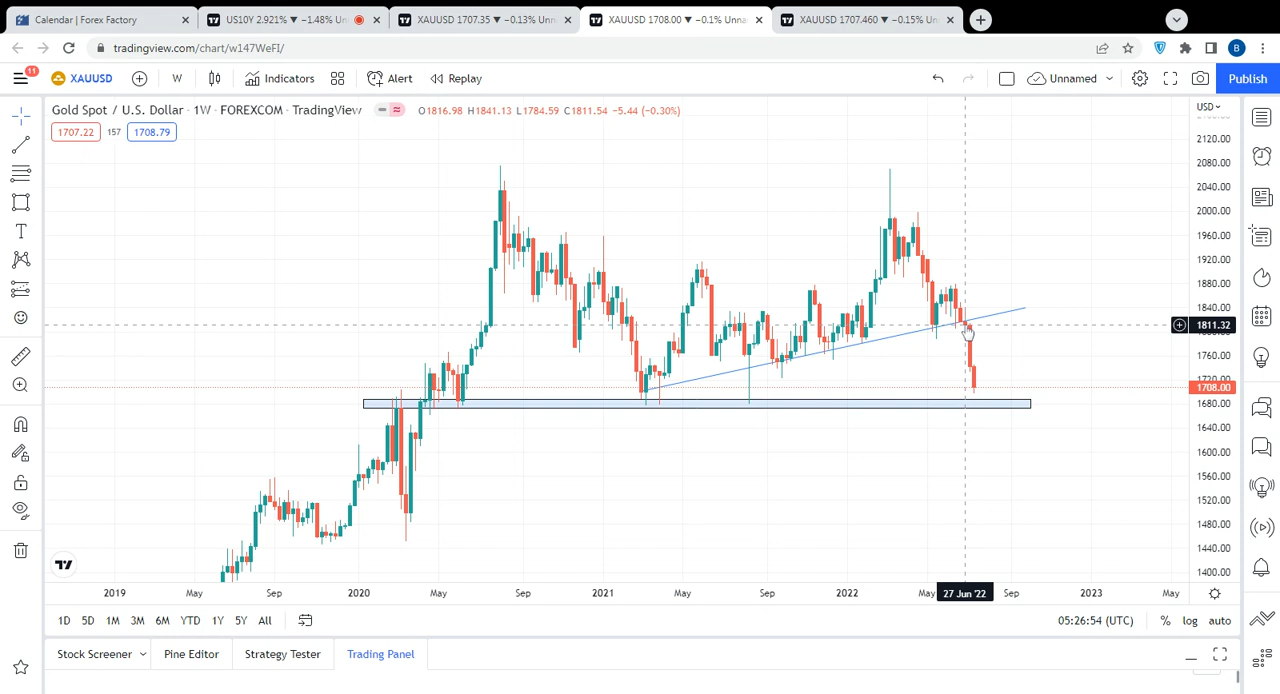 Calendar | Forex Factory
US10Y 2.921% ▼ −1.48% Un
XAUUSD 1707.35 ▼ −0.13% Unn
XAUUSD 1708.00 ▼ −0.1% Unna
XAUUSD 1707.460 ▼ −0.15% Unn
tradingview.com/chart/w147WeFI/
B
11
XAUUSD
W
Indicators
Alert
Replay
Unnamed
Publish
Gold Spot / U.S. Dollar · 1W · FOREXCOM · TradingView
O1816.98 H1841.13 L1784.59 C1811.54 −5.44 (−0.30%)
1707.22
157
1708.79
USD
2120.00
2080.00
2040.00
2000.00
1960.00
1920.00
1880.00
1840.00
1811.32
1760.00
1720.00
1708.00
1680.00
1640.00
1600.00
1560.00
1520.00
1480.00
1440.00
1400.00
2019
May
Sep
2020
May
Sep
2021
May
Sep
2022
May
27 Jun '22
Sep
2023
May
1D
5D
1M
3M
6M
YTD
1Y
5Y
All
05:26:54 (UTC)
%
log
auto
Stock Screener
Pine Editor
Strategy Tester
Trading Panel